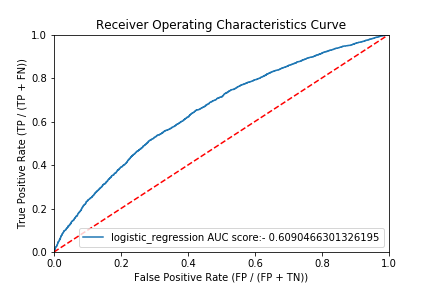 Receiver Operating Characteristics Curve
1.0
0.8
0.6
0.4
0.2
0.0
True Positive Rate (TP / (TP + FN))
logistic_regression AUC score:- 0.6090466301326195
0.0 0.2 0.4 0.6 0.8 1.0
False Positive Rate (FP / (FP + TN))